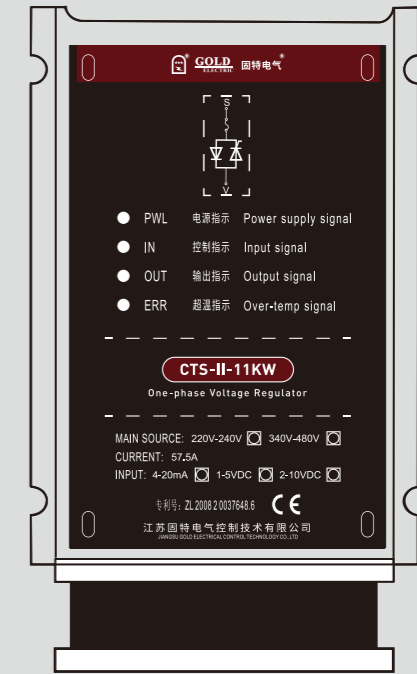 GOLD ELECTRIC 固特电气
S
V
PWL 电源指示 Power supply signal
IN 控制指示 Input signal
OUT 输出指示 Output signal
ERR 超温指示 Over-temp signal
CTS-II-11KW
One-phase Voltage Regulator
MAIN SOURCE: 220V-240V 340V-480V
CURRENT: 57.5A
INPUT: 4-20mA 1-5VDC 2-10VDC
专利号: ZL 2008 2 0037648.6 CE
江苏固特电气控制技术有限公司
JIANGSU GOLD ELECTRICAL CONTROL TECHNOLOGY CO.,LTD